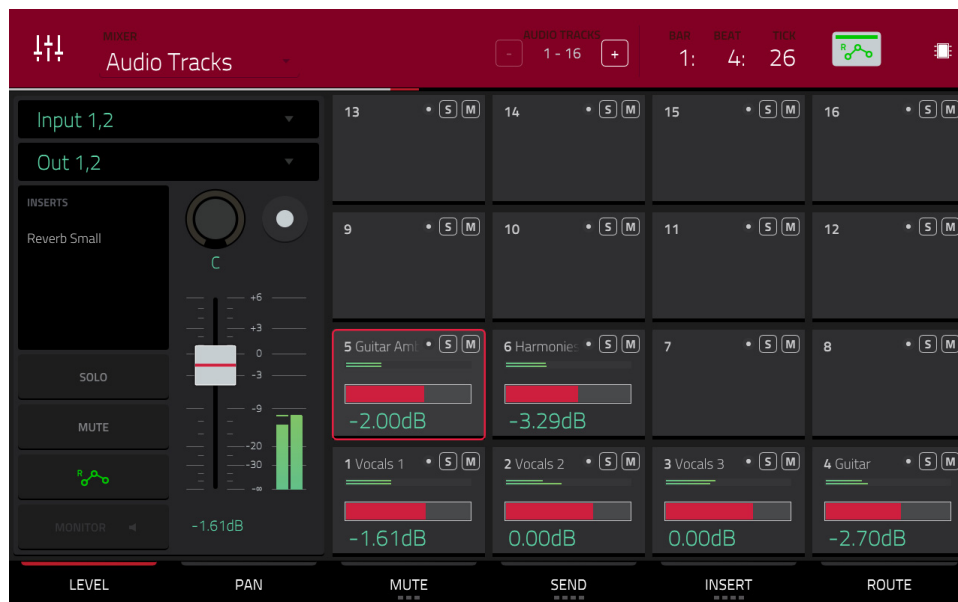 MIXER
Audio Tracks
AUDIO TRACKS
- 1 - 16 +
BAR BEAT TICK
1: 4: 26
R
Input 1,2
Out 1,2
INSERTS
Reverb Small
C
+6
+3
0
-3
-9
-20
-30
-∞
SOLO
MUTE
R
MONITOR
-1.61dB
13 S M
14 S M
15 S M
16 S M
9 S M
10 S M
11 S M
12 S M
5 Guitar Am S M
-2.00dB
6 Harmonies S M
-3.29dB
7 S M
8 S M
1 Vocals 1 S M
-1.61dB
2 Vocals 2 S M
0.00dB
3 Vocals 3 S M
0.00dB
4 Guitar S M
-2.70dB
LEVEL PAN MUTE SEND INSERT ROUTE